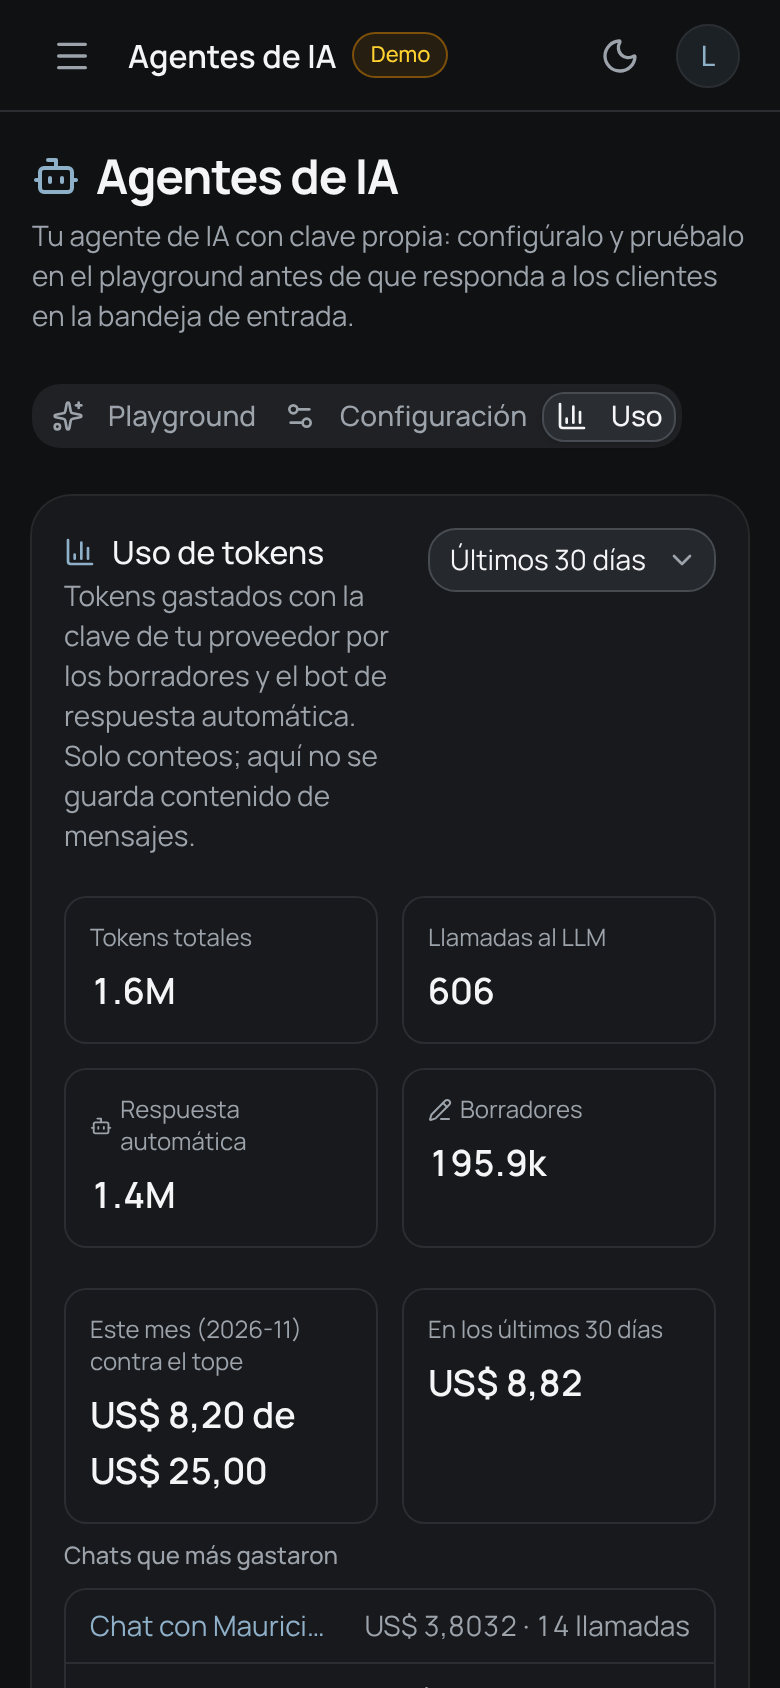 Agentes de IA Demo L
Agentes de IA
Tu agente de IA con clave propia: configúralo y pruébalo
en el playground antes de que responda a los clientes
en la bandeja de entrada.
Playground Configuración Uso
Uso de tokens
Últimos 30 días
Tokens gastados con la
clave de tu proveedor por
los borradores y el bot de
respuesta automática.
Solo conteos; aquí no se
guarda contenido de
mensajes.
Tokens totales
1.6M
Llamadas al LLM
606
Respuesta
automática
1.4M
Borradores
195.9k
Este mes (2026-11)
contra el tope
US$ 8,20 de
US$ 25,00
En los últimos 30 días
US$ 8,82
Chats que más gastaron
Chat con Maurici... US$ 3,8032 · 14 llamadas